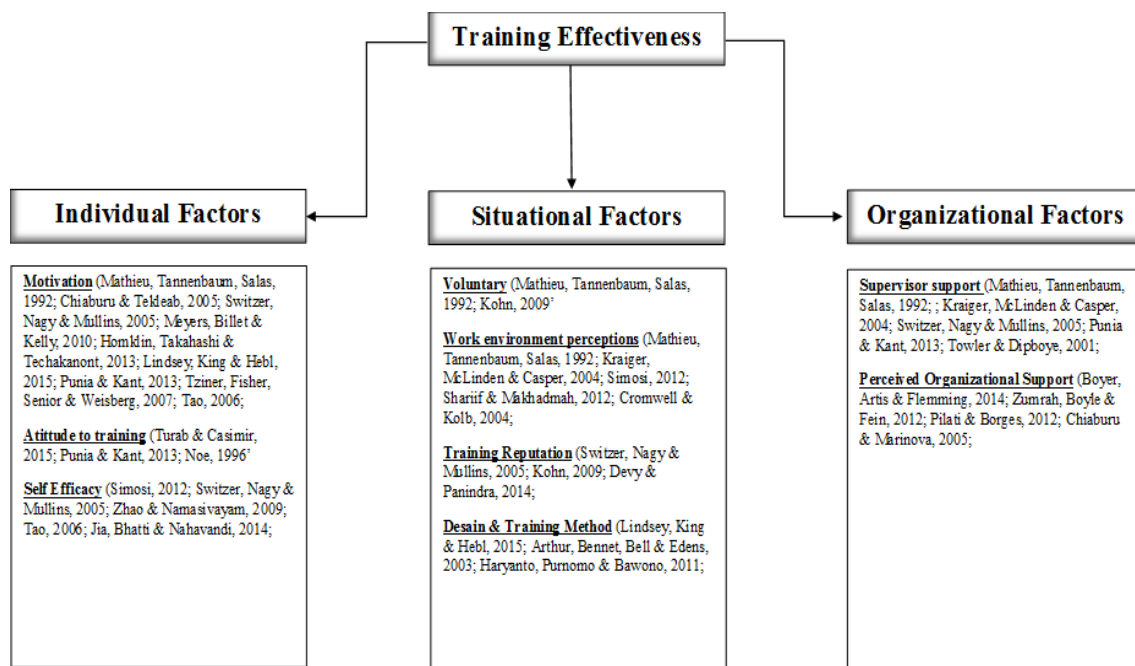 Training Effectiveness
Individual Factors
Situational Factors
Organizational Factors
Motivation (Mathieu, Tannenbaum, Salas,
1992; Chiaburu & Tekleab, 2005; Switzer,
Nagy & Mullins, 2005; Meyers, Billet &
Kelly, 2010; Homklin, Takahashi &
Techakanont, 2013; Lindsey, King & Hebl,
2015; Punia & Kant, 2013; Tziner, Fisher,
Senior & Weisberg, 2007; Tao, 2006;
Atittude to training (Turab & Casimir,
2015; Punia & Kant, 2013; Noe, 1996’
Self Efficacy (Simosi, 2012; Switzer, Nagy &
Mullins, 2005; Zhao & Namasivayam, 2009;
Tao, 2006; Jia, Bhatti & Nahavandi, 2014;
Voluntary (Mathieu, Tannenbaum, Salas,
1992; Kohn, 2009’
Work environment perceptions (Mathieu,
Tannenbaum, Salas, 1992; Kraiger,
McLinden & Casper, 2004; Simosi, 2012;
Shariif & Makhadmah, 2012; Cromwell &
Kolb, 2004;
Training Reputation (Switzer, Nagy &
Mullins, 2005; Kohn, 2009; Devy &
Panindra, 2014;
Desain & Training Method (Lindsey, King
& Hebl, 2015; Arthur, Bennet, Bell & Edens,
2003; Haryanto, Purnomo & Bawono, 2011;
Supervisor support (Mathieu, Tannenbaum,
Salas, 1992; ; Kraiger, McLinden & Casper,
2004; Switzer, Nagy & Mullins, 2005; Punia
& Kant, 2013; Towler & Dipboye, 2001;
Perceived Organizational Support (Boyer,
Artis & Flemming, 2014; Zumrah, Boyle &
Fein, 2012; Pilati & Borges, 2012; Chiaburu
& Marinova, 2005;